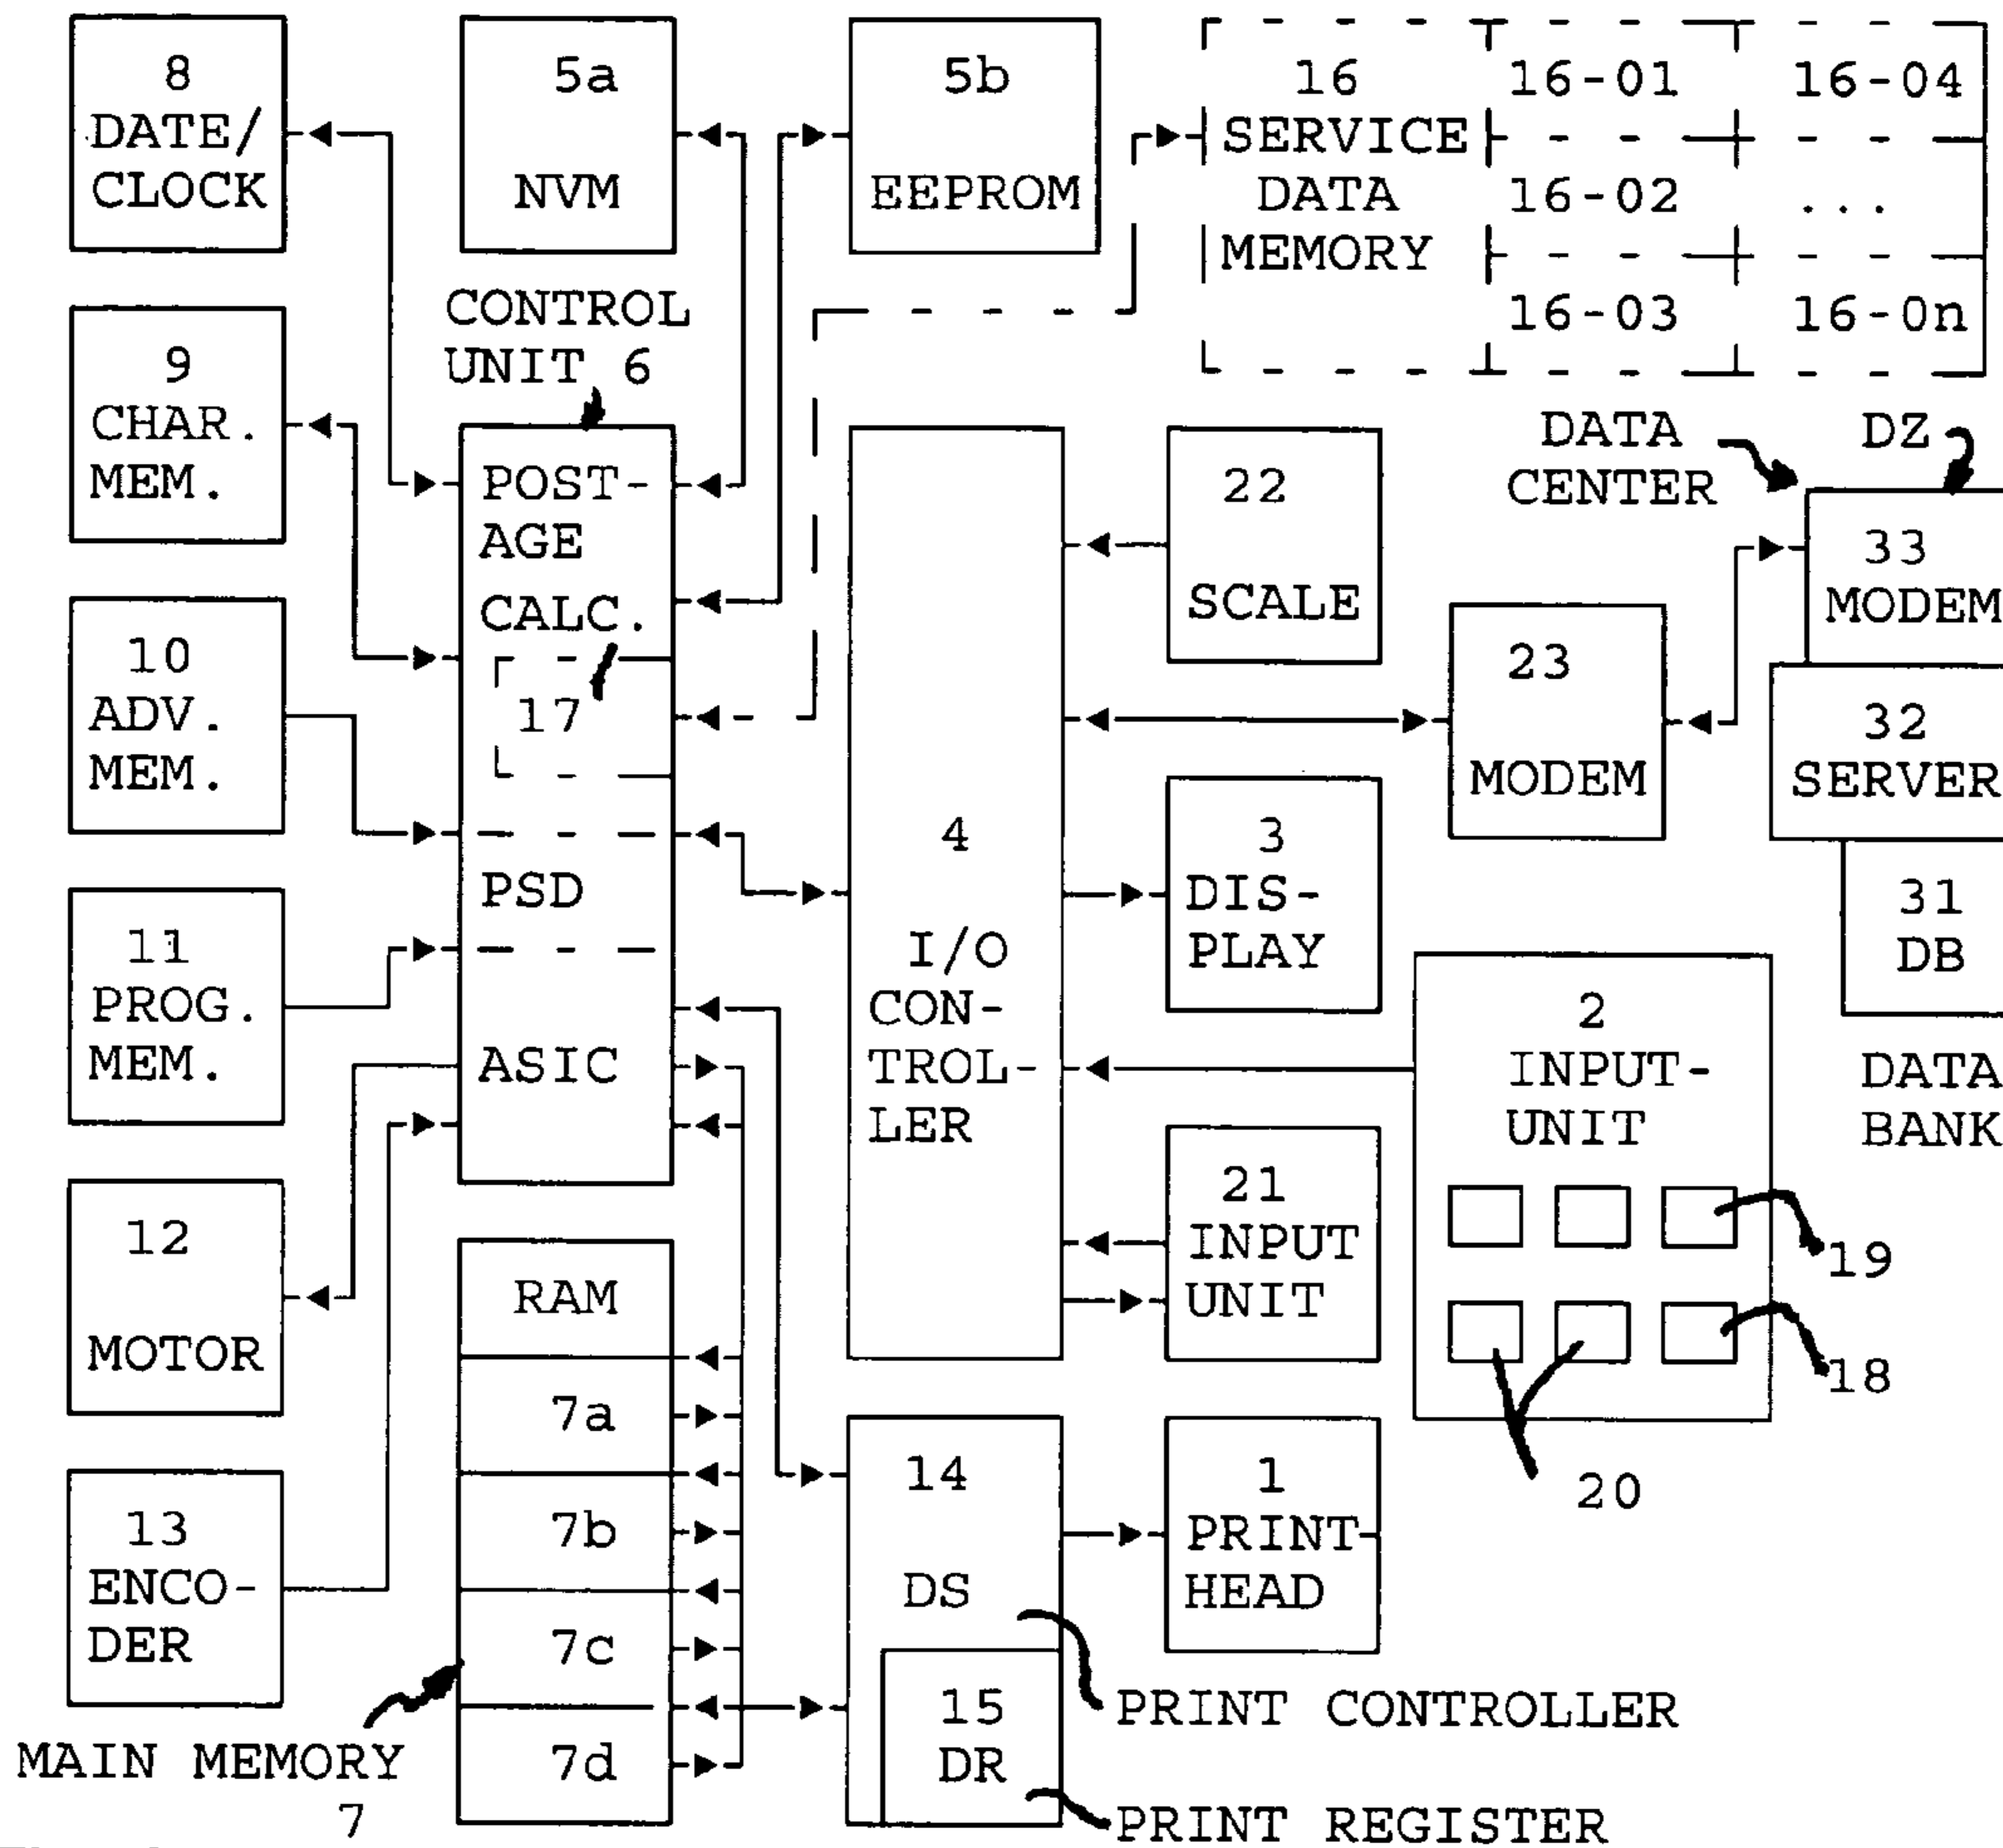 8
DATE/
CLOCK
5a
NVM
5b
EEPROM
16
SERVICE
DATA
MEMORY
16-01
16-02
16-03
16-04
...
16-0n
9
CHAR.
MEM.
CONTROL
UNIT 6
POST-
AGE
CALC.
17
PSD
ASIC
10
ADV.
MEM.
11
PROG.
MEM.
12
MOTOR
13
ENCO-
DER
RAM
7a
7b
7c
7d
MAIN MEMORY
7
4
I/O
CON-
TROL-
LER
22
SCALE
23
MODEM
DATA
CENTER
DZ
33
MODEM
32
SERVER
31
DB
DATA
BANK
3
DIS-
PLAY
2
INPUT-
UNIT
19
18
20
21
INPUT
UNIT
14
DS
15
DR
1
PRINT-
HEAD
PRINT CONTROLLER
PRINT REGISTER